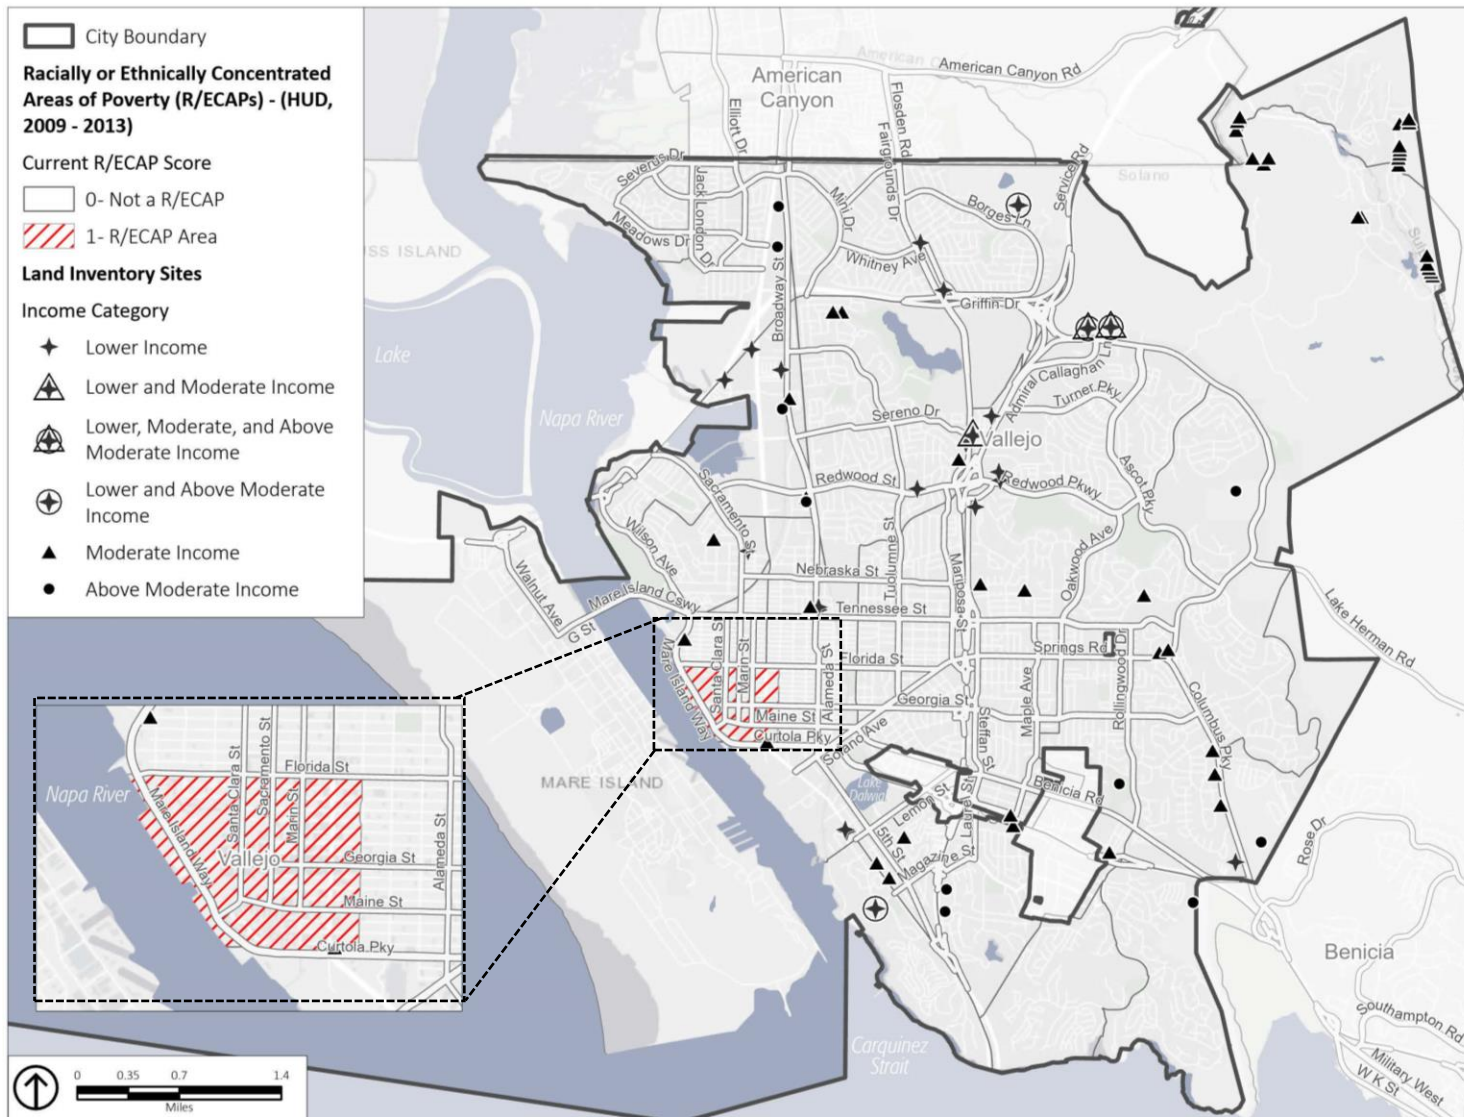 City Boundary
Racially or Ethnically Concentrated
Areas of Poverty (R/ECAPs) - (HUD,
2009 - 2013)
Current R/ECAP Score
0- Not a R/ECAP
1- R/ECAP Area
Land Inventory Sites
Income Category
Lower Income
Lower and Moderate Income
Lower, Moderate, and Above
Moderate Income
Lower and Above Moderate
Income
Moderate Income
Above Moderate Income
American Canyon Rd
American
Canyon
Elliott Dr
Flosden Rd
Fairgrounds Dr
Service Rd
Solano
Severus Dr
Jack London Dr
Meadows Dr
Mini Dr
Borges Ln
Whitney Ave
USS ISLAND
Broadway St
Griffin Dr
Lake
Admiral Callaghan Ln
Turner Pky
Napa River
Sereno Dr
Vallejo
Ascot Pky
Sacramento St
Redwood St
Redwood Pkwy
Wilson Ave
Tuolumne St
Oakwood Ave
Walnut Ave
Nebraska St
Mariposa St
Mare Island Cswy
Tennessee St
G St
Lake Herman Rd
Santa Clara St
Marin St
Mare Island Way
Florida St
Alameda St
Springs Rd
Rollingwood Dr
Maple Ave
Georgia St
Maine St
Curtola Pky
Solano Ave
Steffan St
Columbus Pky
MARE ISLAND
Lake
Dalwigk
Lemon St
Laurel St
Benicia Rd
5th St
Magazine St
Rose Dr
Benicia
Southampton Rd
Military West
W K St
Carquinez
Strait
Napa River
Florida St
Mare Island Way
Santa Clara St
Sacramento St
Marin St
Vallejo
Georgia St
Alameda St
Maine St
Curtola Pky
0 0.35 0.7 1.4
Miles